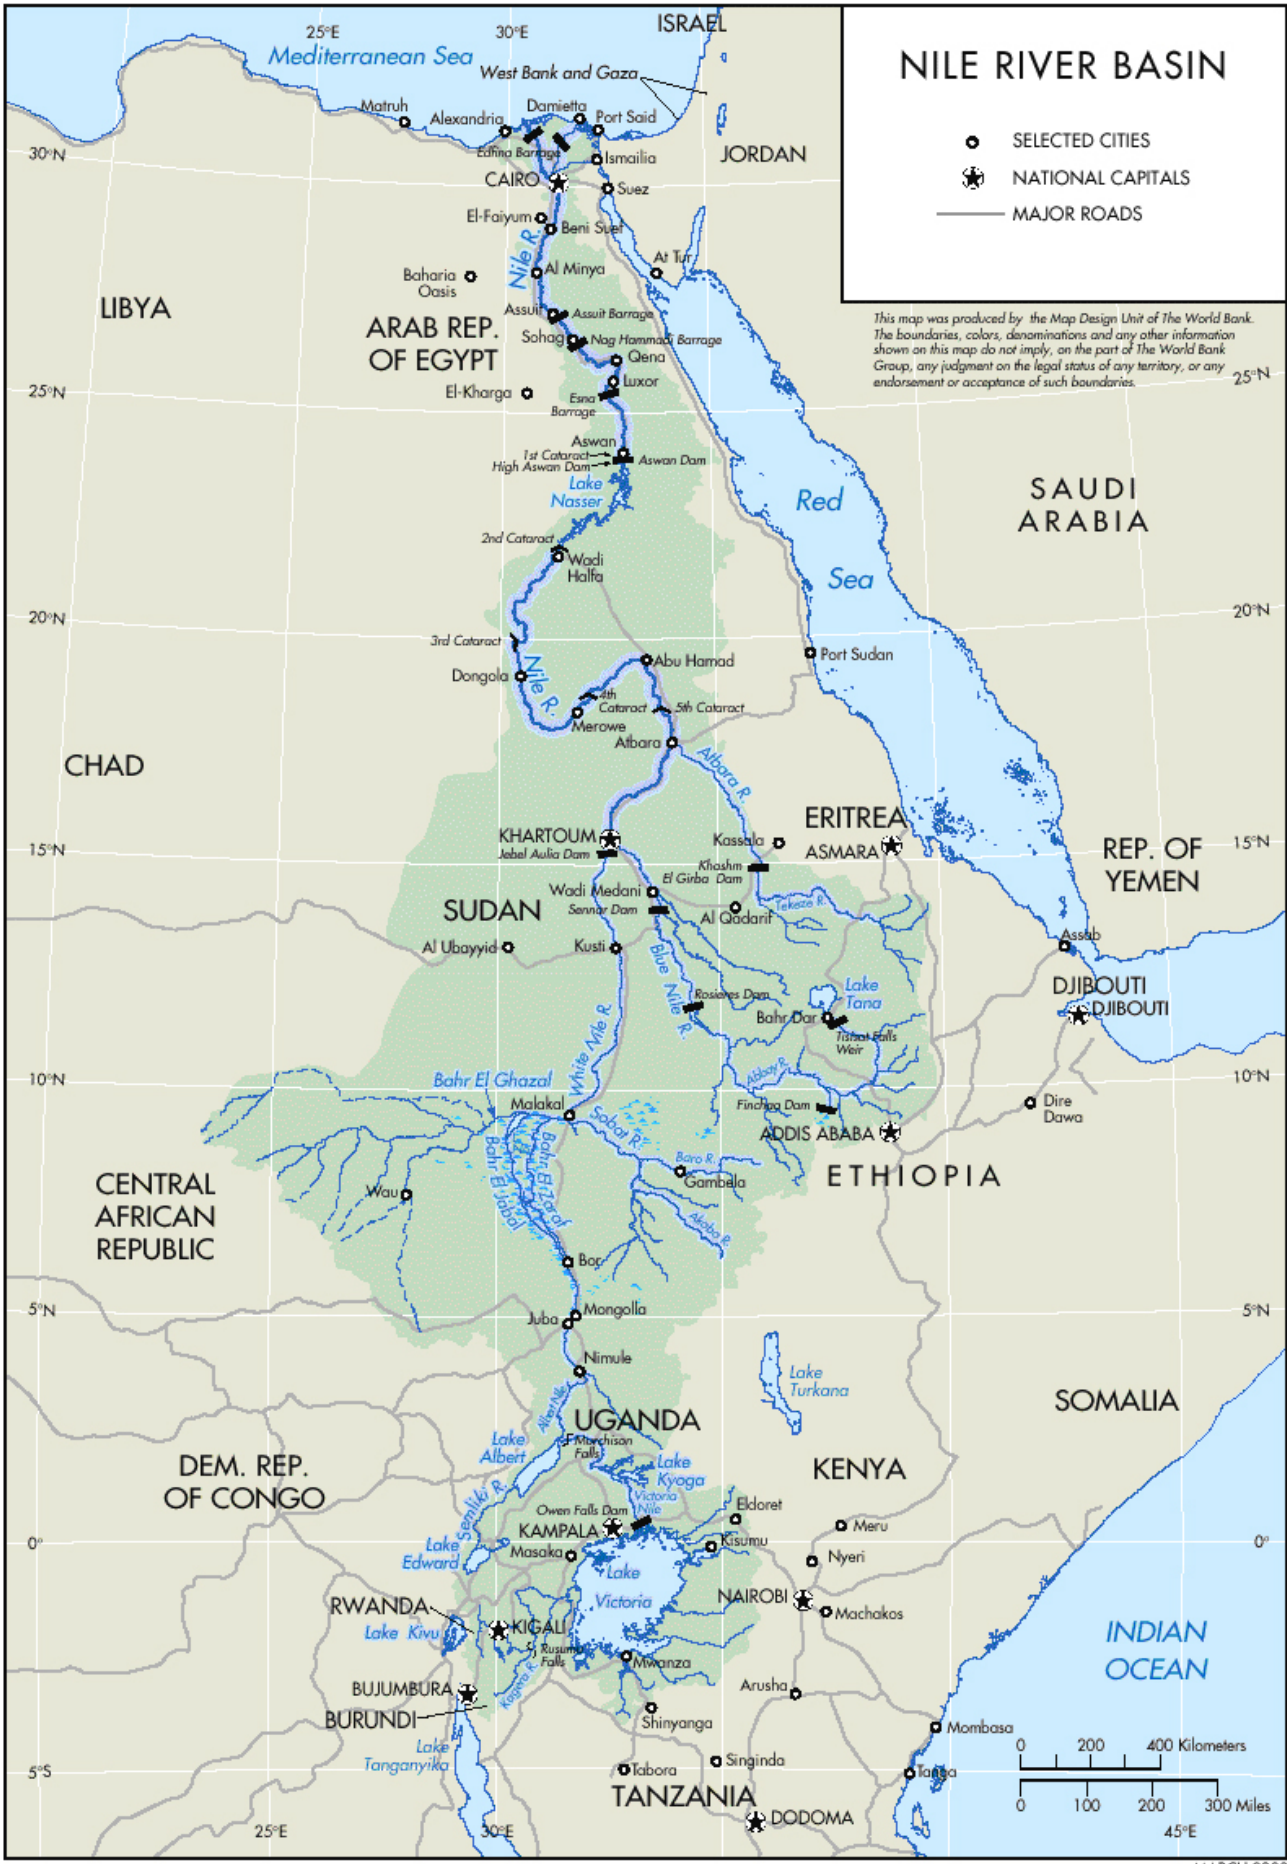 25°E
30°E
ISRAEL
Mediterranean Sea
West Bank and Gaza
NILE RIVER BASIN
SELECTED CITIES
NATIONAL CAPITALS
MAJOR ROADS
Matruh
Alexandria
Damietta
Port Said
Edfina Barrage
Ismailia
JORDAN
30°N
CAIRO
Suez
El-Faiyum
Beni Suef
Nile R.
At Tur
Al Minya
Baharia
Oasis
LIBYA
ARAB REP.
OF EGYPT
Assuit
Assuit Barrage
Sohag
Nag Hammadi Barrage
Qena
Luxor
This map was produced by the Map Design Unit of The World Bank.
The boundaries, colors, denominations and any other information
shown on this map do not imply, on the part of The World Bank
Group, any judgment on the legal status of any territory, or any
endorsement or acceptance of such boundaries.
25°N
25°N
El-Kharga
Esna
Barrage
Aswan
1st Cataract
High Aswan Dam
Aswan Dam
Lake
Nasser
Red
Sea
SAUDI
ARABIA
2nd Cataract
Wadi
Halfa
20°N
20°N
3rd Cataract
Port Sudan
Abu Hamad
Dongola
Nile R.
4th
Cataract
5th Cataract
Merowe
Atbara
Atbara R.
CHAD
KHARTOUM
Jebel Aulia Dam
Kassala
ERITREA
ASMARA
15°N
15°N
REP. OF
YEMEN
Khashm
El Girba Dam
Wadi Medani
Sennar Dam
Tekeze R.
Al Qadarif
SUDAN
Al Ubayyid
Kusti
Assab
Blue Nile R.
Lake
Tana
DJIBOUTI
DJIBOUTI
Rosieres Dam
Bahr Dar
Tisisat Falls
Weir
White Nile R.
10°N
10°N
Abbay R.
Bahr El Ghazal
Malakal
Sobat R.
Finchaa Dam
Dire
Dawa
ADDIS ABABA
Bahr El Jabal
Bahr El Zaraf
Baro R.
Gambela
ETHIOPIA
CENTRAL
AFRICAN
REPUBLIC
Wau
Akobo R.
Bor
5°N
5°N
Mongolla
Juba
Nimule
Lake
Turkana
Albert Nile
UGANDA
SOMALIA
Murchison
Falls
Lake
Albert
DEM. REP.
OF CONGO
Lake
Kyoga
KENYA
Semliki R.
Victoria
Nile
Owen Falls Dam
Eldoret
KAMPALA
Meru
0°
0°
Lake
Edward
Masaka
Kisumu
Nyeri
Lake
Victoria
NAIROBI
Machakos
RWANDA
Lake Kivu
KIGALI
Rusumo
Falls
INDIAN
OCEAN
Mwanza
Kagera R.
BUJUMBURA
BURUNDI
Arusha
Shinyanga
Mombasa
Lake
Tanganyika
0 200 400 Kilometers
5°S
Tabora
Singinda
Tanga
TANZANIA
0 100 200 300 Miles
DODOMA
25°E
30°E
45°E